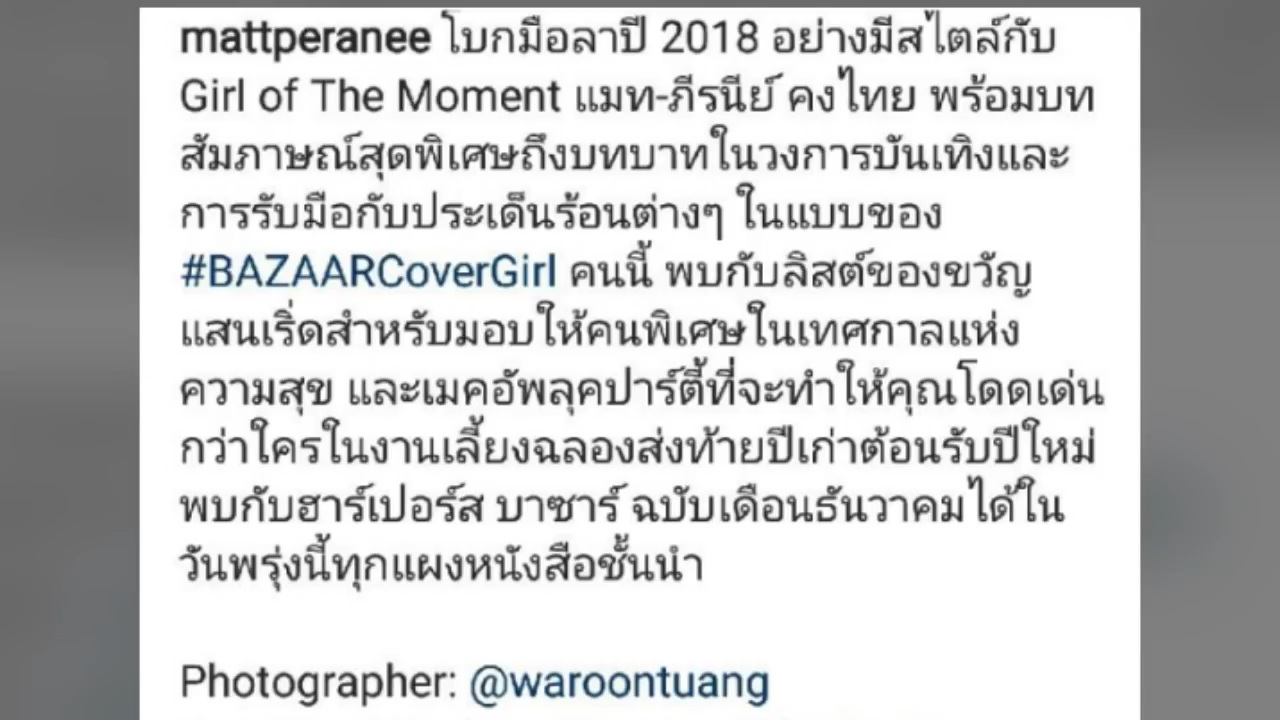 mattperanee โบกมือลาปี 2018 อย่างมีสไตล์กับ
Girl of The Moment แมท-ภีรนีย์ คงไทย พร้อมบท
สัมภาษณ์สุดพิเศษถึงบทบาทในวงการบันเทิงและ
การรับมือกับประเด็นร้อนต่างๆ ในแบบของ
#BAZAARCoverGirl คนนี้ พบกับลิสต์ของขวัญ
แสนเริ่ดสำหรับมอบให้คนพิเศษในเทศกาลแห่ง
ความสุข และเมคอัพลุคปาร์ตี้ที่จะทำให้คุณโดดเด่น
กว่าใครในงานเลี้ยงฉลองส่งท้ายปีเก่าต้อนรับปีใหม่
พบกับฮาร์เปอร์ส บาซาร์ ฉบับเดือนธันวาคมได้ใน
วันพรุ่งนี้ทุกแผงหนังสือชั้นนำ
Photographer: @waroontuang